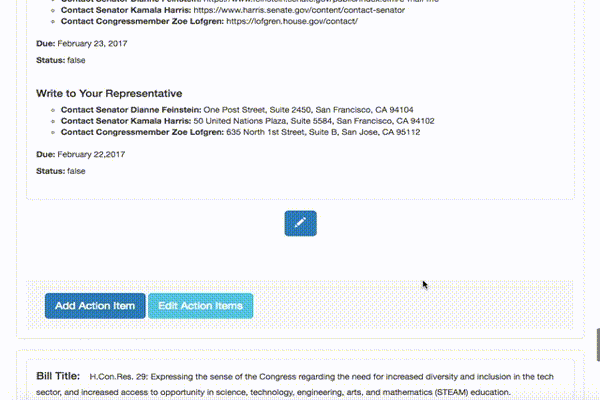 Contact Senator Kamala Harris: https://www.harris.senate.gov/content/contact-senator
Contact Congressmember Zoe Lofgren: https://lofgren.house.gov/contact/
Due: February 23, 2017
Status: false
Write to Your Representative
Contact Senator Dianne Feinstein: One Post Street, Suite 2450, San Francisco, CA 94104
Contact Senator Kamala Harris: 50 United Nations Plaza, Suite 5584, San Francisco, CA 94102
Contact Congressmember Zoe Lofgren: 635 North 1st Street, Suite B, San Jose, CA 95112
Due: February 22,2017
Status: false
Add Action Item Edit Action Items
Bill Title: H.Con.Res. 29: Expressing the sense of the Congress regarding the need for increased diversity and inclusion in the tech
sector, and increased access to opportunity in science, technology, engineering, arts, and mathematics (STEAM) education.